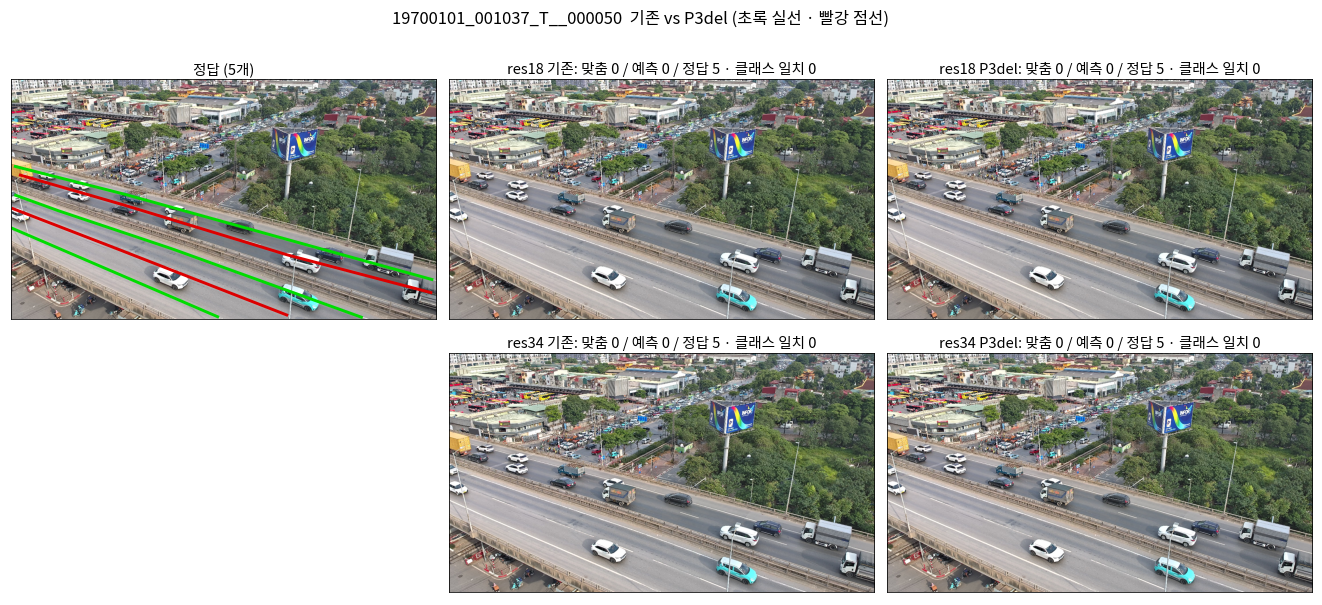 19700101_001037_T__000050 기존 vs P3del (초록 실선 · 빨강 점선)
정답 (5개)
res18 기존: 맞춤 0 / 예측 0 / 정답 5 · 클래스 일치 0
res18 P3del: 맞춤 0 / 예측 0 / 정답 5 · 클래스 일치 0
res34 기존: 맞춤 0 / 예측 0 / 정답 5 · 클래스 일치 0
res34 P3del: 맞춤 0 / 예측 0 / 정답 5 · 클래스 일치 0